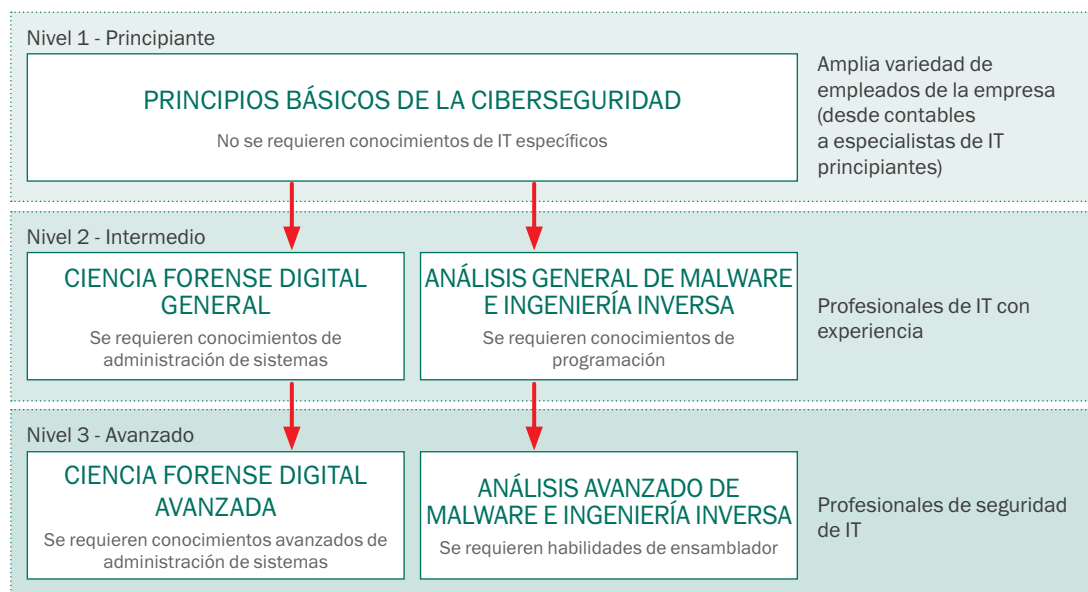 Nivel 1 - Principiante
PRINCIPIOS BÁSICOS DE LA CIBERSEGURIDAD
No se requieren conocimientos de IT específicos
Amplia variedad de
empleados de la empresa
(desde contables
a especialistas de IT
principiantes)
Nivel 2 - Intermedio
CIENCIA FORENSE DIGITAL
GENERAL
Se requieren conocimientos de
administración de sistemas
ANÁLISIS GENERAL DE MALWARE
E INGENIERÍA INVERSA
Se requieren conocimientos de
programación
Profesionales de IT con
experiencia
Nivel 3 - Avanzado
CIENCIA FORENSE DIGITAL
AVANZADA
Se requieren conocimientos avanzados de
administración de sistemas
ANÁLISIS AVANZADO DE
MALWARE E INGENIERÍA INVERSA
Se requieren habilidades de ensamblador
Profesionales de seguridad
de IT